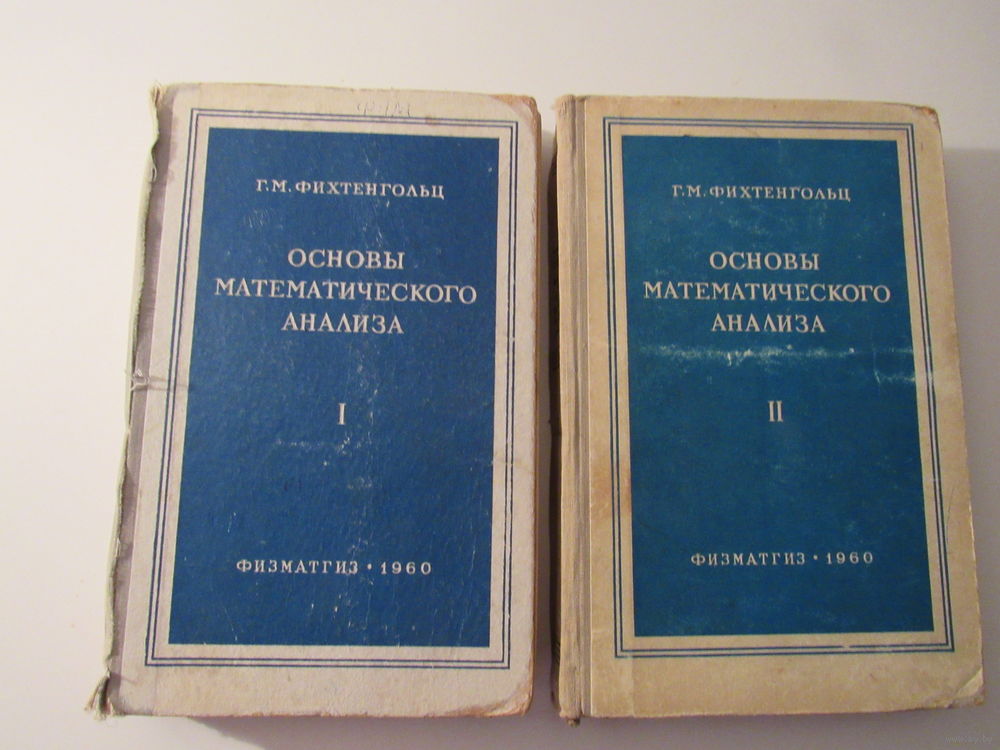 Г. М. ФИХТЕНГОЛЬЦ
ОСНОВЫ
МАТЕМАТИЧЕСКОГО
АНАЛИЗА
I
ФИЗМАТГИЗ • 1960
Г. М. ФИХТЕНГОЛЬЦ
ОСНОВЫ
МАТЕМАТИЧЕСКОГО
АНАЛИЗА
II
ФИЗМАТГИЗ • 1960